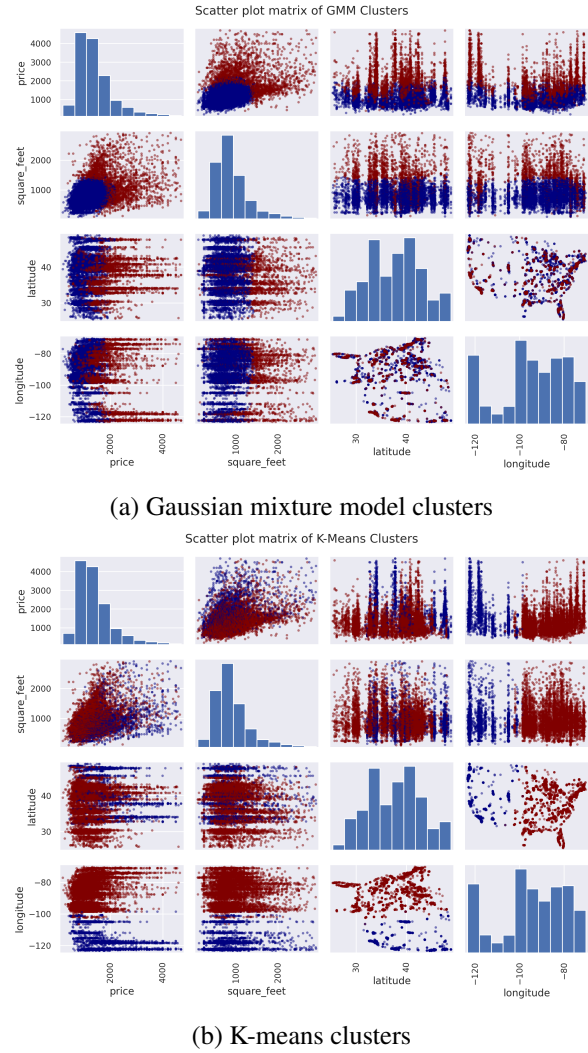 Scatter plot matrix of GMM Clusters
price
4000
3000
2000
1000
square_feet
2000
1000
latitude
40
30
longitude
−80
−100
−120
2000
4000
price
1000
2000
square_feet
30
40
latitude
−120
−100
−80
longitude
(a) Gaussian mixture model clusters
Scatter plot matrix of K-Means Clusters
price
4000
3000
2000
1000
square_feet
2000
1000
latitude
40
30
longitude
−80
−100
−120
2000
4000
price
1000
2000
square_feet
30
40
latitude
−120
−100
−80
longitude
(b) K-means clusters